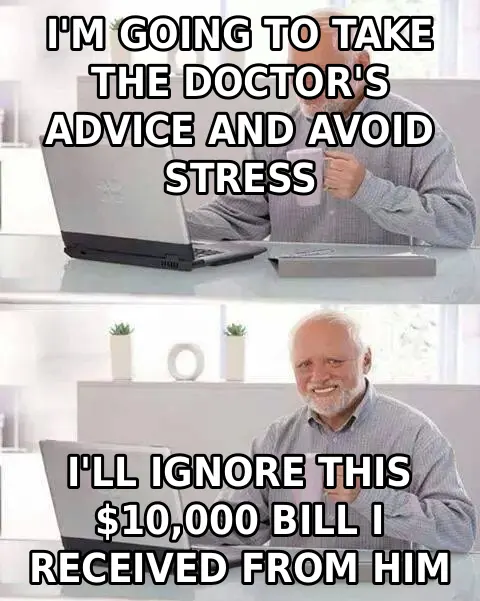 I'M GOING TO TAKE
THE DOCTOR'S
ADVICE AND AVOID
STRESS
I'LL IGNORE THIS
$10,000 BILL I
RECEIVED FROM HIM